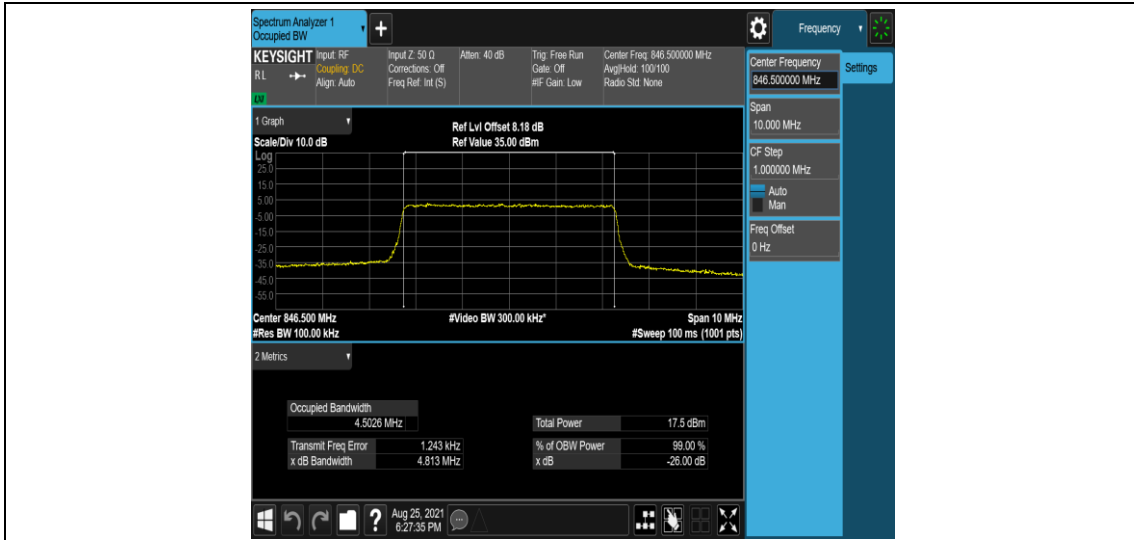 Spectrum Analyzer 1
Occupied BW
+
Frequency
KEYSIGHT
RL
LXI
Input: RF
Coupling: DC
Align: Auto
Input Z: 50 Ω
Corrections: Off
Freq Ref: Int (S)
Atten: 40 dB
Trig: Free Run
Gate: Off
#IF Gain: Low
Center Freq: 846.500000 MHz
Avg|Hold: 100/100
Radio Std: None
Center Frequency
846.500000 MHz
Settings
Span
10.000 MHz
CF Step
1.000000 MHz
Auto
Man
Freq Offset
0 Hz
1 Graph
Scale/Div 10.0 dB
Ref Lvl Offset 8.18 dB
Ref Value 35.00 dBm
Log
25.0
15.0
5.00
-5.00
-15.0
-25.0
-35.0
-45.0
-55.0
Center 846.500 MHz
#Video BW 300.00 kHz*
Span 10 MHz
#Res BW 100.00 kHz
#Sweep 100 ms (1001 pts)
2 Metrics
Occupied Bandwidth
4.5026 MHz
Total Power 17.5 dBm
Transmit Freq Error 1.243 kHz
% of OBW Power 99.00 %
x dB Bandwidth 4.813 MHz
x dB -26.00 dB
?
Aug 25, 2021
6:27:35 PM